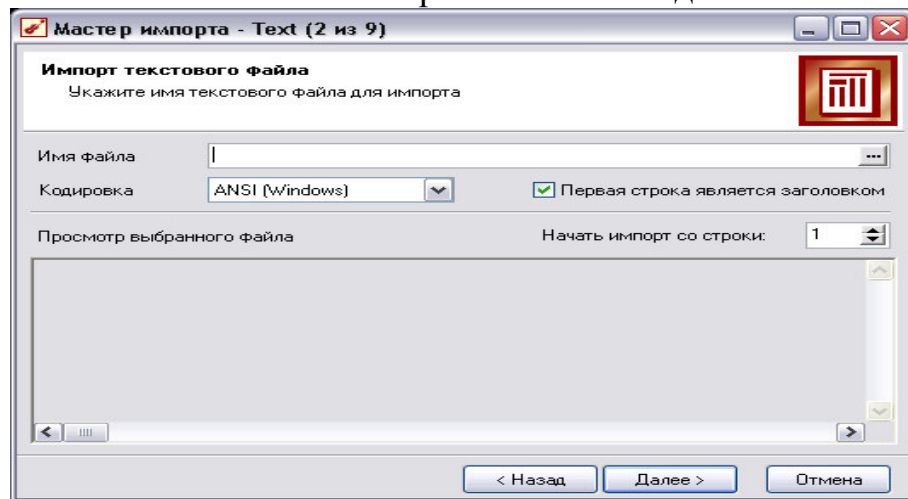 Мастер импорта - Text (2 из 9)
Импорт текстового файла
Укажите имя текстового файла для импорта
Имя файла
Кодировка ANSI (Windows) Первая строка является заголовком
Просмотр выбранного файла Начать импорт со строки: 1
< Назад Далее > Отмена